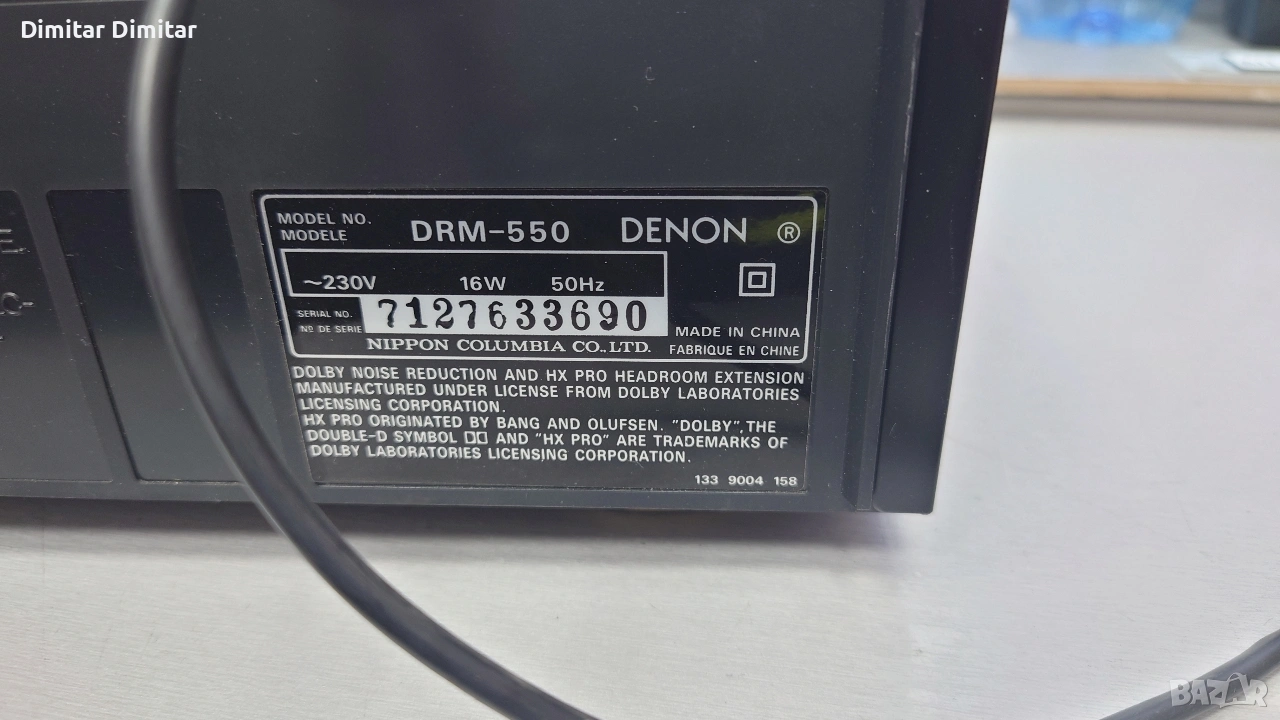 Dimitar Dimitar
MODEL NO.
MODELE
DRM-550 DENON ®
~230V 16W 50Hz
SERIAL NO.
Nº DE SERIE
7127633690
MADE IN CHINA
NIPPON COLUMBIA CO.,LTD.
FABRIQUE EN CHINE
DOLBY NOISE REDUCTION AND HX PRO HEADROOM EXTENSION
MANUFACTURED UNDER LICENSE FROM DOLBY LABORATORIES
LICENSING CORPORATION.
HX PRO ORIGINATED BY BANG AND OLUFSEN. "DOLBY", THE
DOUBLE-D SYMBOL AND "HX PRO" ARE TRADEMARKS OF
DOLBY LABORATORIES LICENSING CORPORATION.
133 9004 158
BAZAR